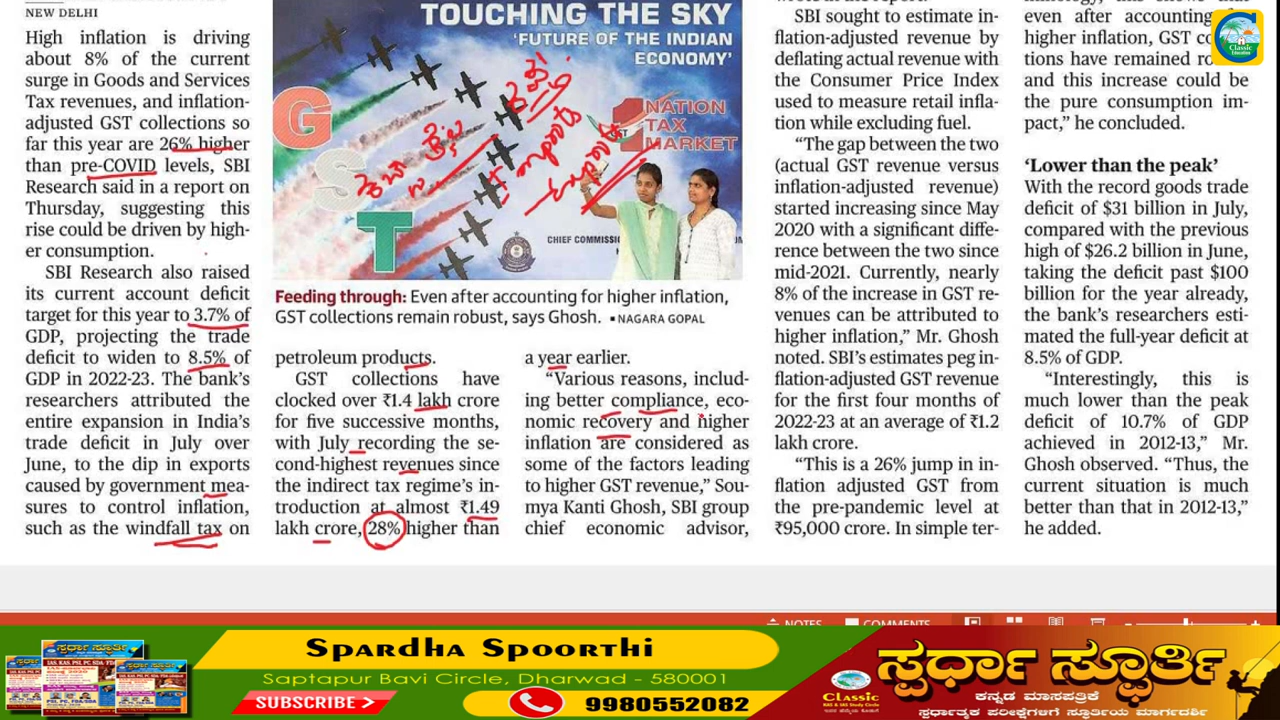 NEW DELHI
High inflation is driving
about 8% of the current
surge in Goods and Services
Tax revenues, and inflation-
adjusted GST collections so
far this year are 26% higher
than pre-COVID levels, SBI
Research said in a report on
Thursday, suggesting this
rise could be driven by high-
er consumption.
SBI Research also raised
its current account deficit
target for this year to 3.7% of
GDP, projecting the trade
deficit to widen to 8.5% of
GDP in 2022-23. The bank's
researchers attributed the
entire expansion in India's
trade deficit in July over
June, to the dip in exports
caused by government mea-
sures to control inflation,
such as the windfall tax on
TOUCHING THE SKY
'FUTURE OF THE INDIAN
ECONOMY'
GST
1 NATION
TAX
MARKET
Imports
Exports
CHIEF COMMISSI
Feeding through: Even after accounting for higher inflation,
GST collections remain robust, says Ghosh. ▪ NAGARA GOPAL
petroleum products.
GST collections have
clocked over ₹1.4 lakh crore
for five successive months,
with July recording the se-
cond-highest revenues since
the indirect tax regime's in-
troduction at almost ₹1.49
lakh crore, 28% higher than
a year earlier.
"Various reasons, includ-
ing better compliance, eco-
nomic recovery and higher
inflation are considered as
some of the factors leading
to higher GST revenue," Sou-
mya Kanti Ghosh, SBI group
chief economic advisor,
SBI sought to estimate in-
flation-adjusted revenue by
deflating actual revenue with
the Consumer Price Index
used to measure retail infla-
tion while excluding fuel.
"The gap between the two
(actual GST revenue versus
inflation-adjusted revenue)
started increasing since May
2020 with a significant diffe-
rence between the two since
mid-2021. Currently, nearly
8% of the increase in GST re-
venues can be attributed to
higher inflation," Mr. Ghosh
noted. SBI's estimates peg in-
flation-adjusted GST revenue
for the first four months of
2022-23 at an average of ₹1.2
lakh crore.
"This is a 26% jump in in-
flation adjusted GST from
the pre-pandemic level at
₹95,000 crore. In simple ter-
even after accounting
higher inflation, GST
tions have remained
and this increase could be
the pure consumption im-
pact," he concluded.
'Lower than the peak'
With the record goods trade
deficit of $31 billion in July,
compared with the previous
high of $26.2 billion in June,
taking the deficit past $100
billion for the year already,
the bank's researchers esti-
mated the full-year deficit at
8.5% of GDP.
"Interestingly, this is
much lower than the peak
deficit of 10.7% of GDP
achieved in 2012-13," Mr.
Ghosh observed. "Thus, the
current situation is much
better than that in 2012-13,"
he added.
Classic
Education
NOTES
COMMENTS
SPARDHA SPOORTHI
Saptapur Bavi Circle, Dharwad - 580001
SUBSCRIBE
9980552082
Classic
KAS & IAS Study Circle
ಸ್ಪರ್ಧಾ ಸ್ಫೂರ್ತಿ
ಕನ್ನಡ ಮಾಸಪತ್ರಿಕೆ
ಸ್ಪರ್ಧಾತ್ಮಕ ಪರೀಕ್ಷೆಗಳಿಗೆ ಸ್ಫೂರ್ತಿಯ ಮಾರ್ಗದರ್ಶಿ